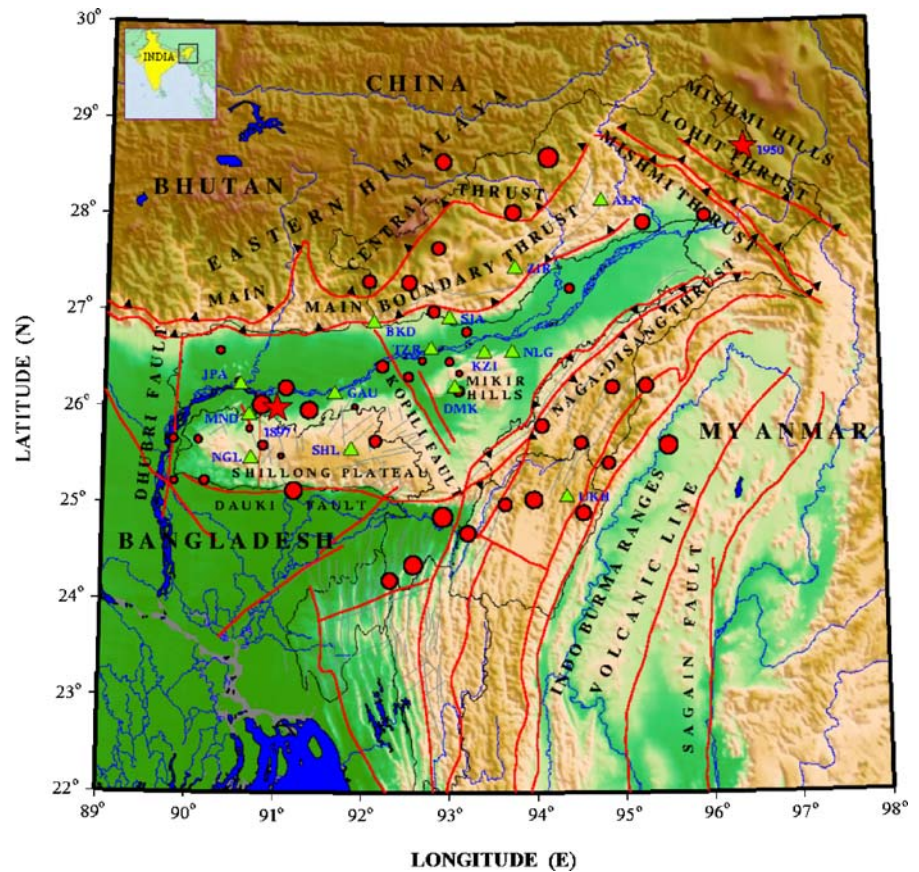 30°
INDIA
CHINA
29°
MISHMI HILLS
LOHIT THRUST
1950
MISHMI THRUST
EASTERN HIMALAYA
BHUTAN
28°
CENTRAL THRUST
ALN
ZIR
MAIN
MAIN BOUNDARY THRUST
27°
SJA
BKD
TZR
KZI
NLG
NAGA-DISANG THRUST
JPA
MIKIR
HILLS
DHUBRI FAULT
GAU
KOPILI FAULT
DMK
26°
MND
1897
MYANMAR
NGL
SHL
SHILLONG PLATEAU
UKH
25°
DAUKI FAULT
BANGLADESH
24°
INDO BURMA RANGES
VOLCANIC LINE
SAGAIN FAULT
23°
22°
89°
90°
91°
92°
93°
94°
95°
96°
97°
98°
LATITUDE (N)
LONGITUDE (E)